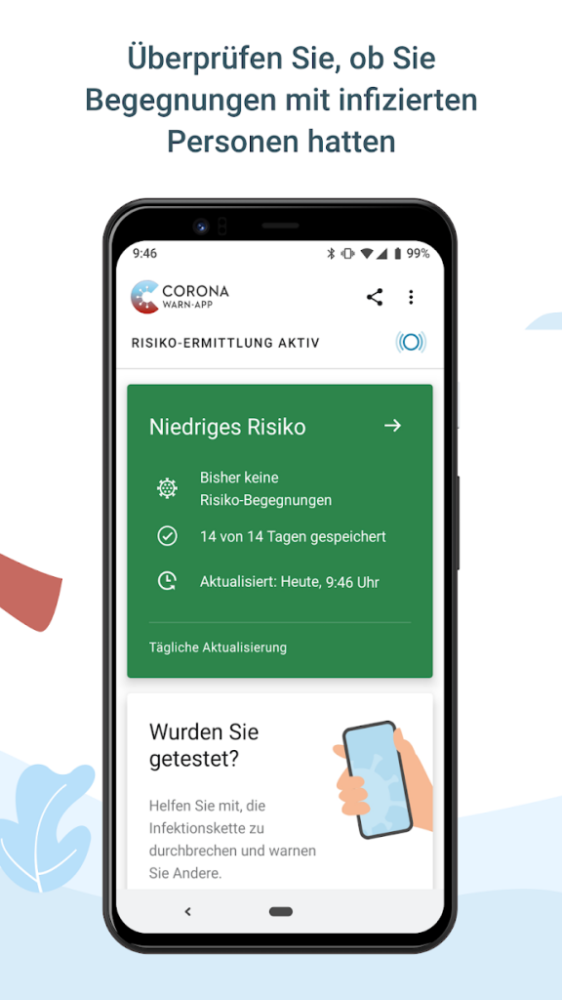 Überprüfen Sie, ob Sie
Begegnungen mit infizierten
Personen hatten
9:46
99%
CORONA
WARN-APP
RISIKO-ERMITTLUNG AKTIV
Niedriges Risiko
Bisher keine
Risiko-Begegnungen
14 von 14 Tagen gespeichert
Aktualisiert: Heute, 9:46 Uhr
Tägliche Aktualisierung
Wurden Sie
getestet?
Helfen Sie mit, die
Infektionskette zu
durchbrechen und warnen
Sie Andere.